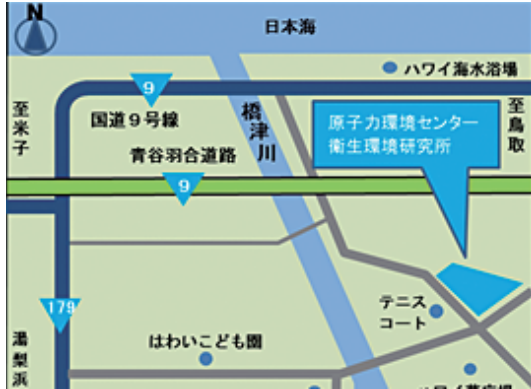 N
日本海
ハワイ海水浴場
9
国道9号線
至米子
橋津川
原子力環境センター
衛生環境研究所
至鳥取
青谷羽合道路
9
179
テニス
コート
はわいこども園
湯梨浜